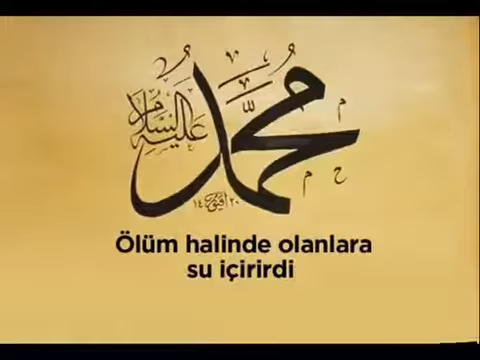 محمد
عليه السلام
Ölüm halinde olanlara
su içirirdi